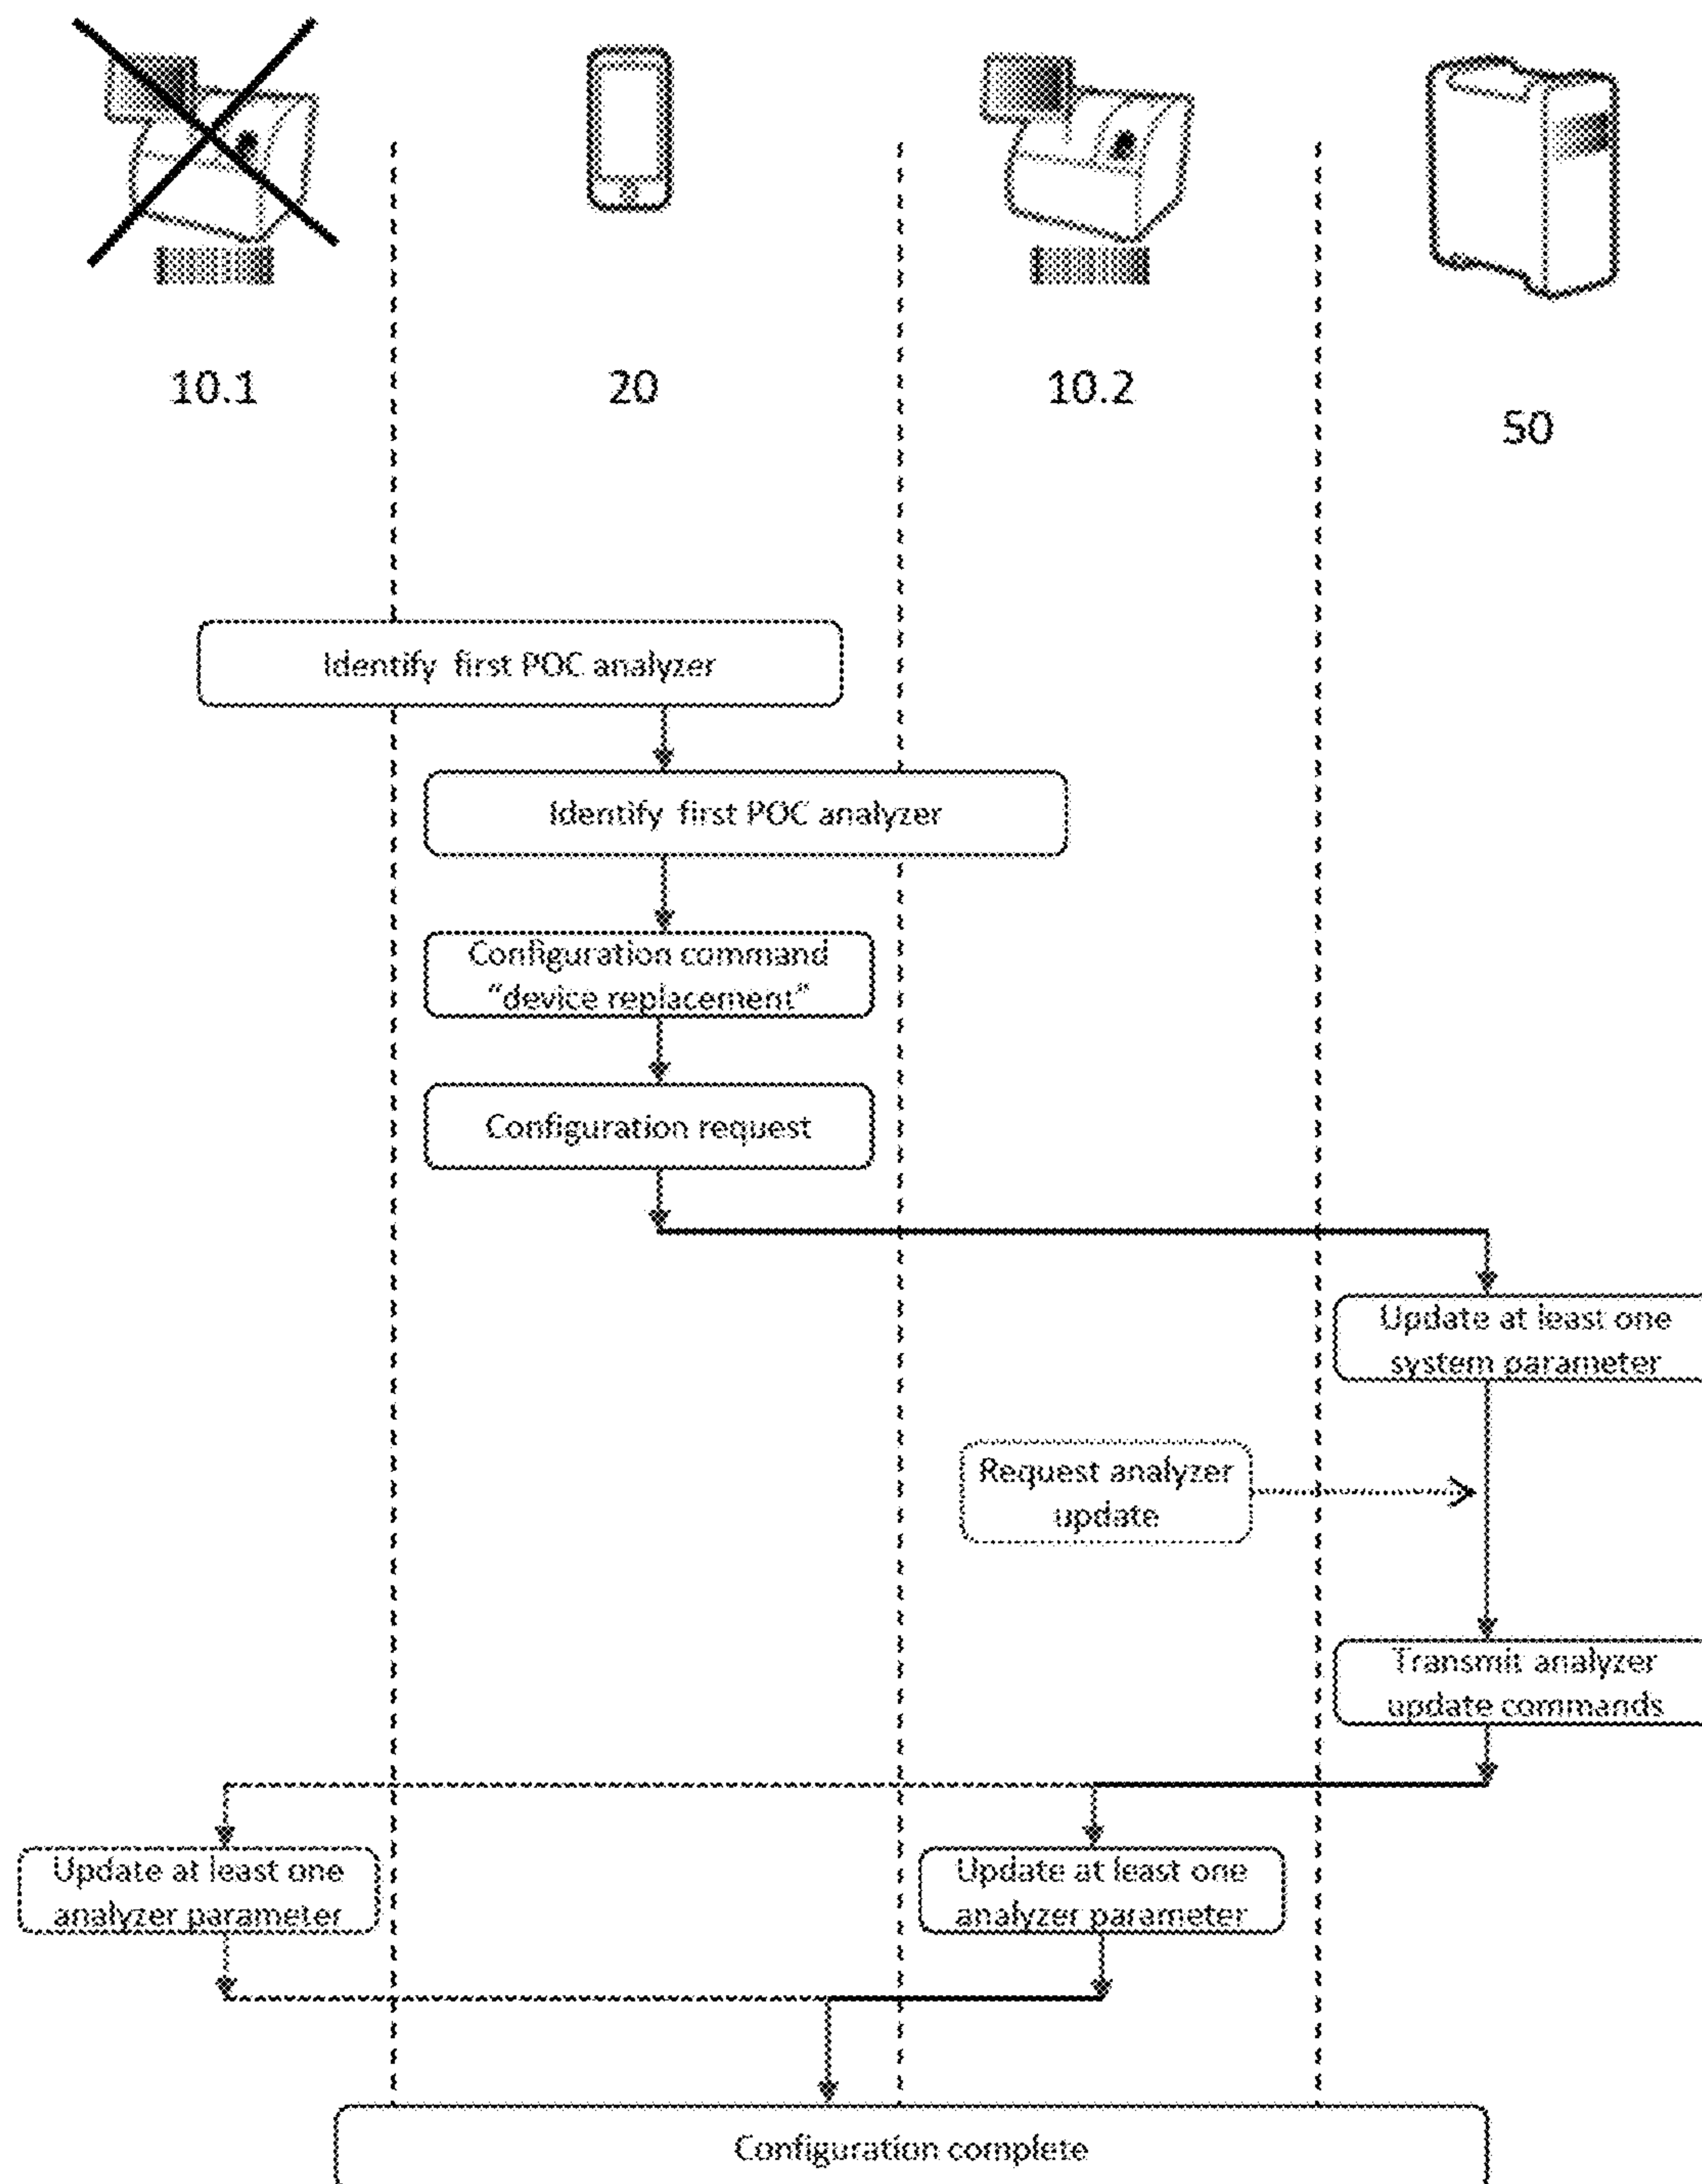 10.1
20
10.2
50
Identify first POC analyzer
Identify first POC analyzer
Configuration command
“device replacement”
Configuration request
Update at least one
system parameter
Request analyzer
update
Transmit analyzer
update commands
Update at least one
analyzer parameter
Update at least one
analyzer parameter
Configuration complete